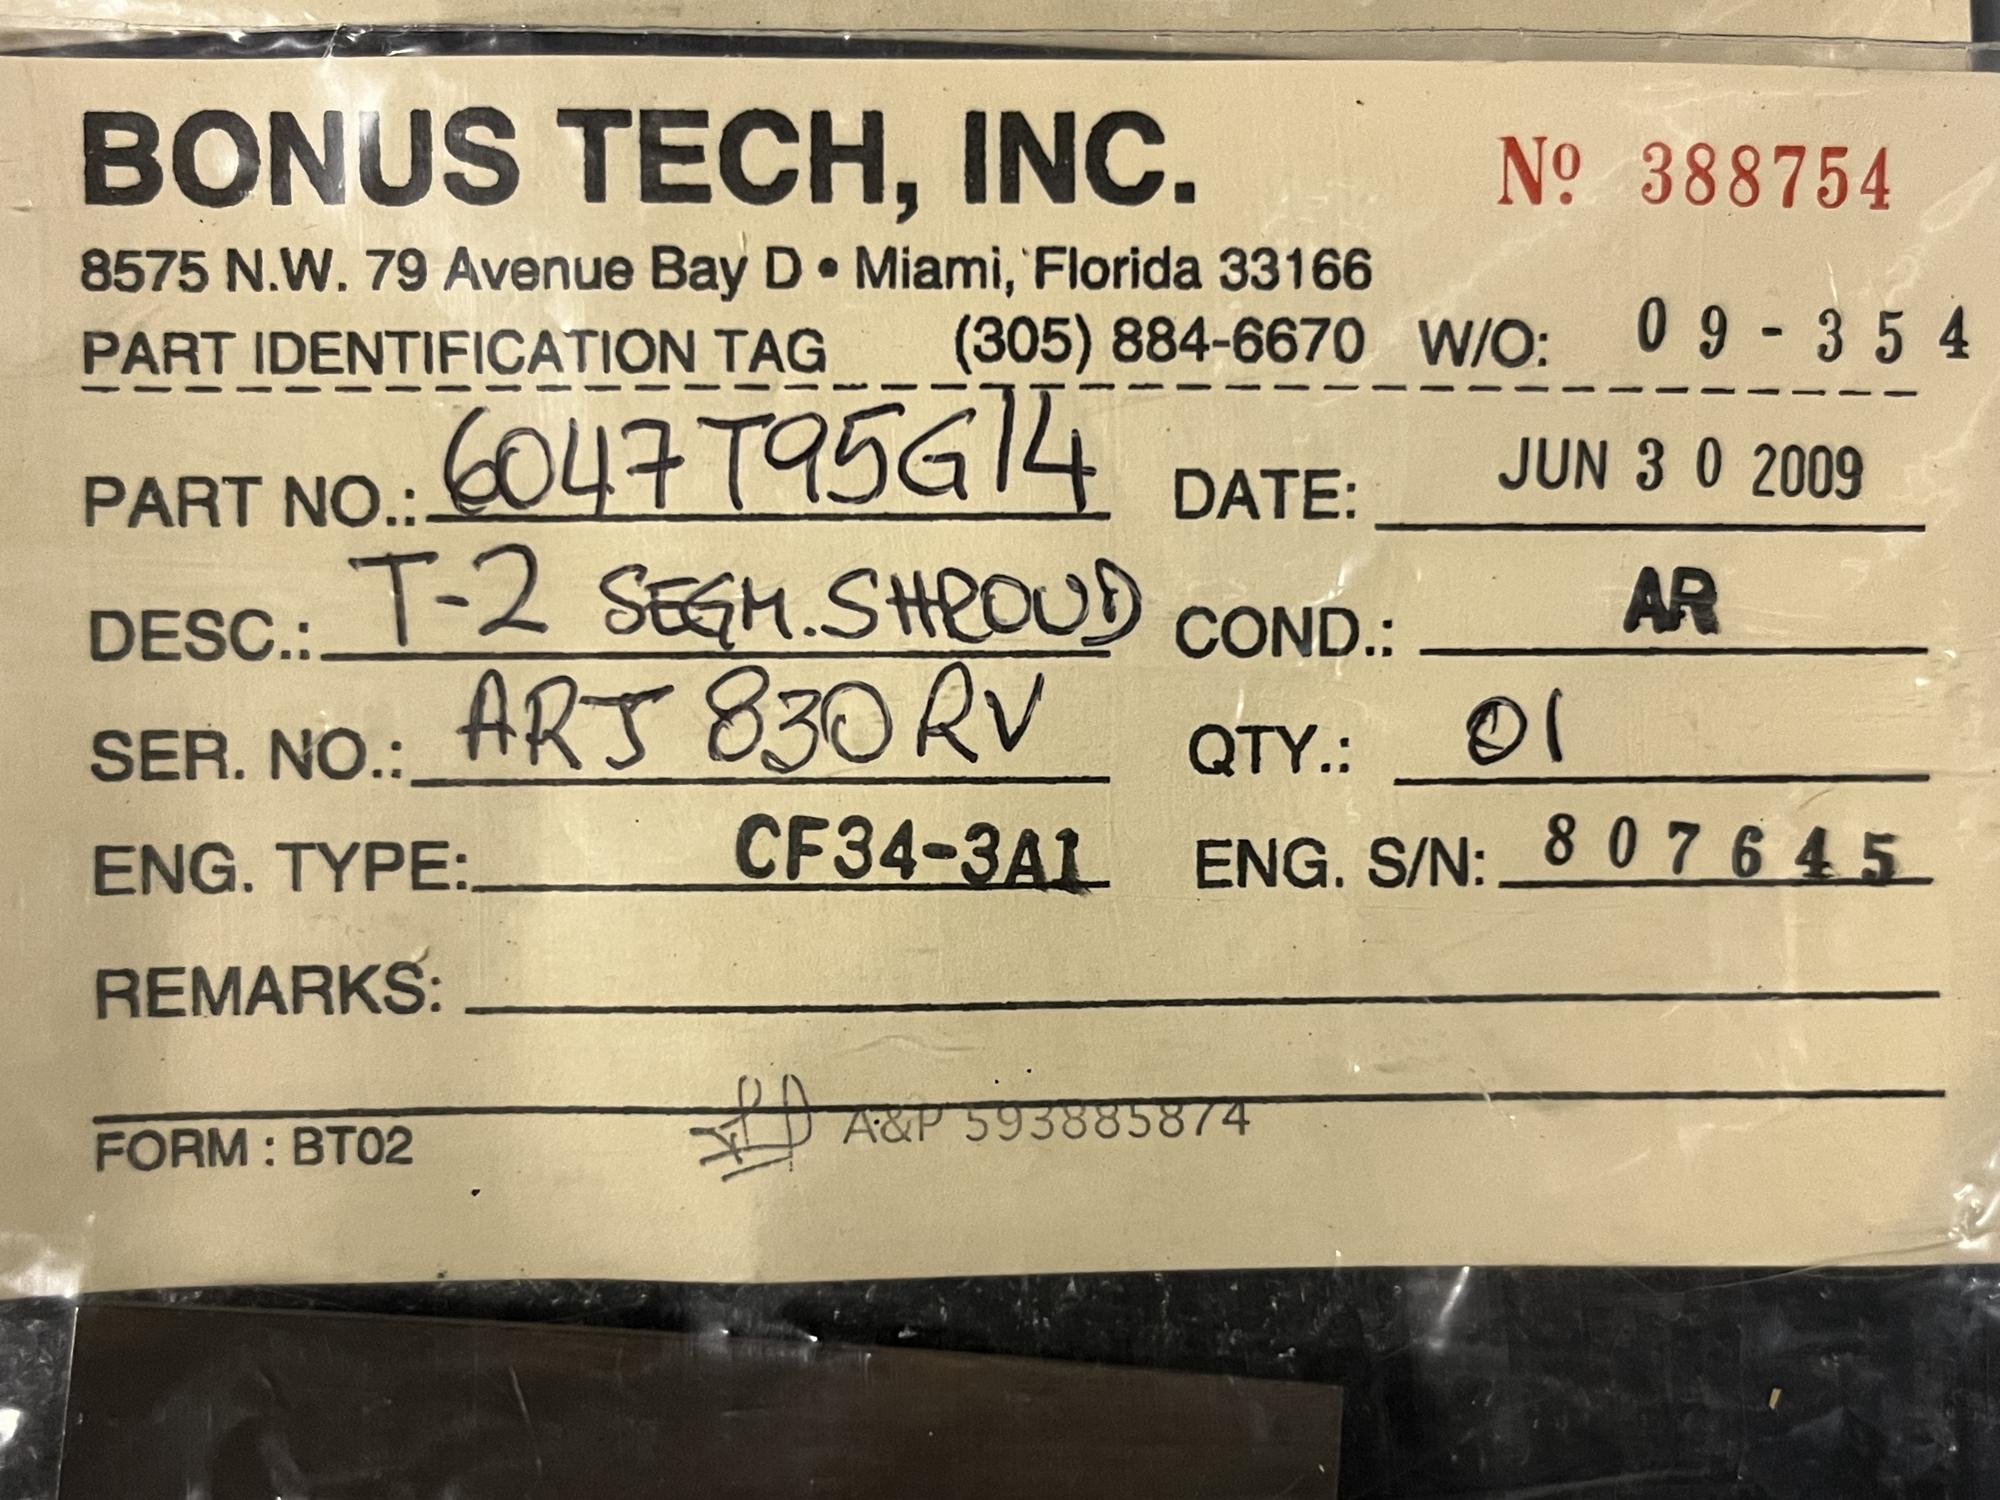 BONUS TECH, INC. Nº 388754
8575 N.W. 79 Avenue Bay D • Miami, Florida 33166
PART IDENTIFICATION TAG (305) 884-6670 W/O: 09-354
PART NO.: 6047T95G14 DATE: JUN 30 2009
DESC.: T-2 SEGM. SHROUD COND.: AR
SER. NO.: ARJ830RV QTY.: 01
ENG. TYPE: CF34-3A1 ENG. S/N: 807645
REMARKS:
A&P 593885874
FORM : BT02